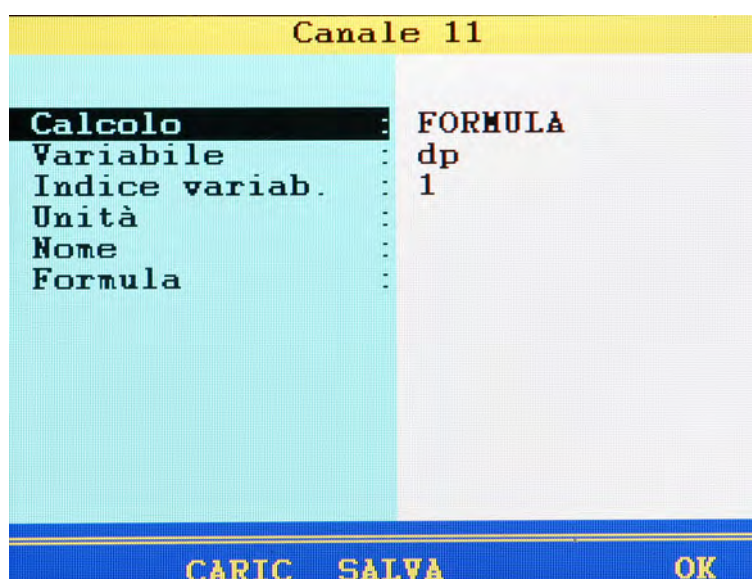 Canale 11
Calcolo : FORMULA
Variabile : dp
Indice variab. : 1
Unità :
Nome :
Formula :
CARIC SALVA OK